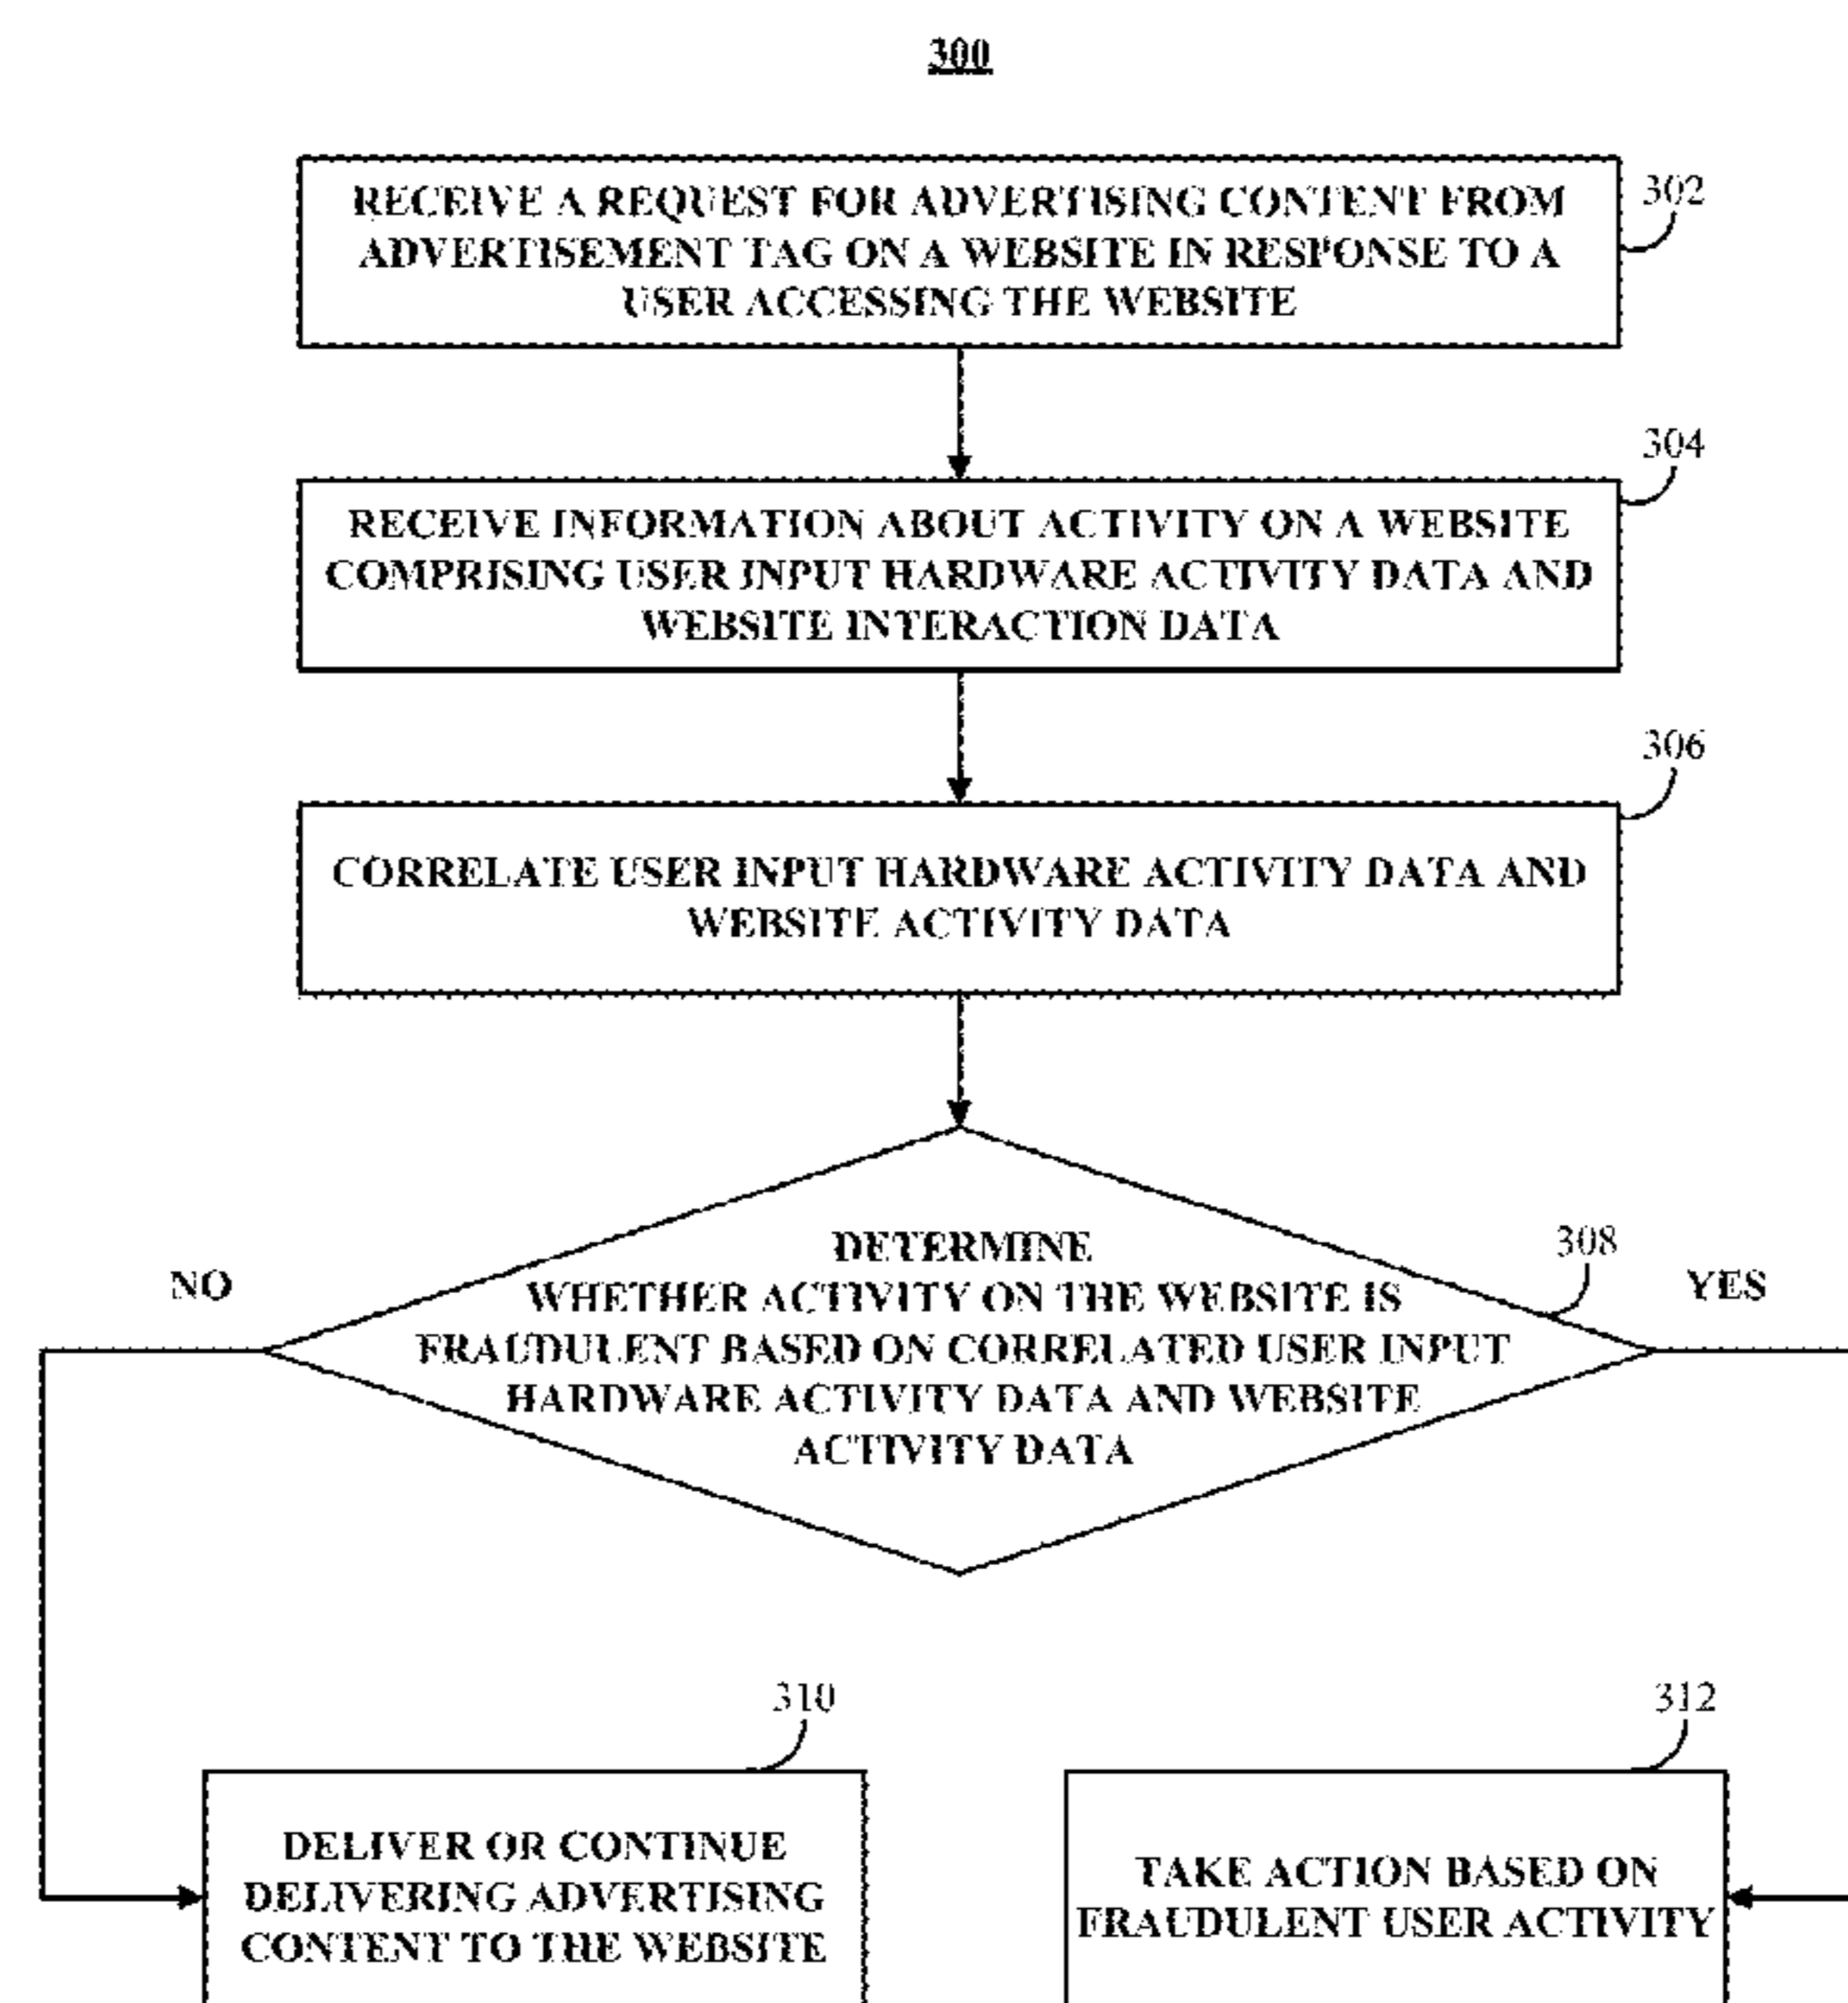 300
RECEIVE A REQUEST FOR ADVERTISING CONTENT FROM
ADVERTISEMENT TAG ON A WEBSITE IN RESPONSE TO A
USER ACCESSING THE WEBSITE
302
304
RECEIVE INFORMATION ABOUT ACTIVITY ON A WEBSITE
COMPRISING USER INPUT HARDWARE ACTIVITY DATA AND
WEBSITE INTERACTION DATA
306
CORRELATE USER INPUT HARDWARE ACTIVITY DATA AND
WEBSITE ACTIVITY DATA
308
NO
YES
DETERMINE
WHETHER ACTIVITY ON THE WEBSITE IS
FRAUDULENT BASED ON CORRELATED USER INPUT
HARDWARE ACTIVITY DATA AND WEBSITE
ACTIVITY DATA
310
DELIVER OR CONTINUE
DELIVERING ADVERTISING
CONTENT TO THE WEBSITE
312
TAKE ACTION BASED ON
FRAUDULENT USER ACTIVITY